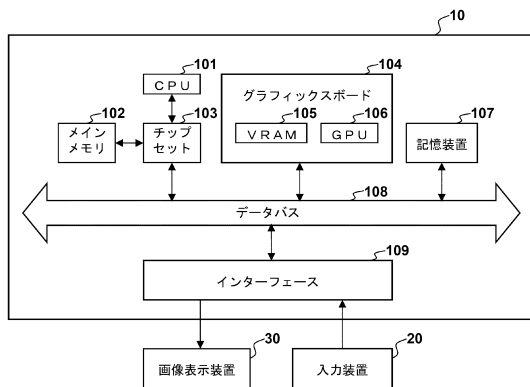 10
101
104
CPU
グラフィックスボード
102
103
105
106
107
メイン
メモリ
チップ
セット
VRAM
GPU
記憶装置
108
データバス
109
インターフェース
30
20
画像表示装置
入力装置